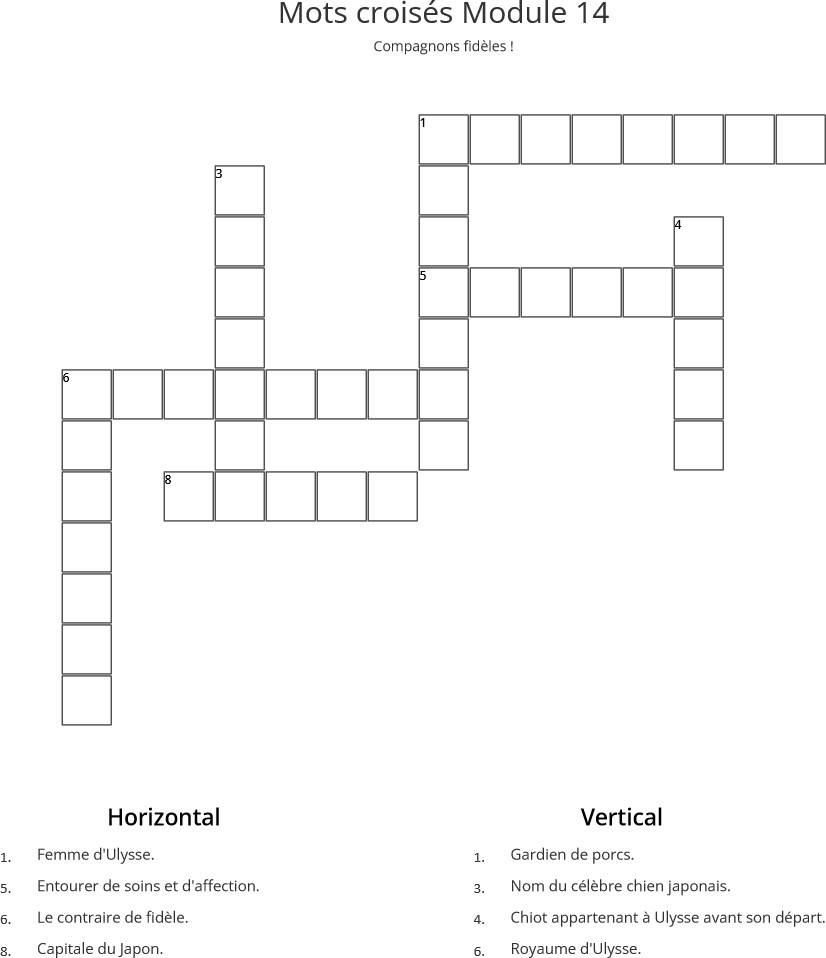 Mots croisés Module 14
Compagnons fidèles !
1
3
4
5
6
8
Horizontal
1. Femme d'Ulysse.
5. Entourer de soins et d'affection.
6. Le contraire de fidèle.
8. Capitale du Japon.
Vertical
1. Gardien de porcs.
3. Nom du célèbre chien japonais.
4. Chiot appartenant à Ulysse avant son départ.
6. Royaume d'Ulysse.